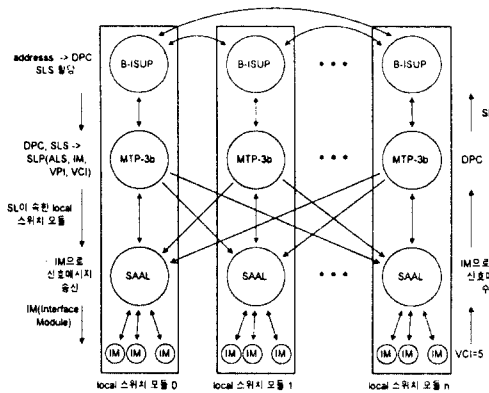 addresss -> DPC
SLS 할당
DPC, SLS ->
SLP(ALS, IM,
VPI, VCI)
SL이 속한 local
스위치 모듈
IM으로
신호메시지
송신
IM(Interface
Module)
B-ISUP
MTP-3b
SAAL
IM IM IM
local 스위치 모듈 0
B-ISUP
MTP-3b
SAAL
IM IM IM
local 스위치 모듈 1
B-ISUP
MTP-3b
SAAL
IM IM IM
local 스위치 모듈 n
DPC
IM으로
VCI=5